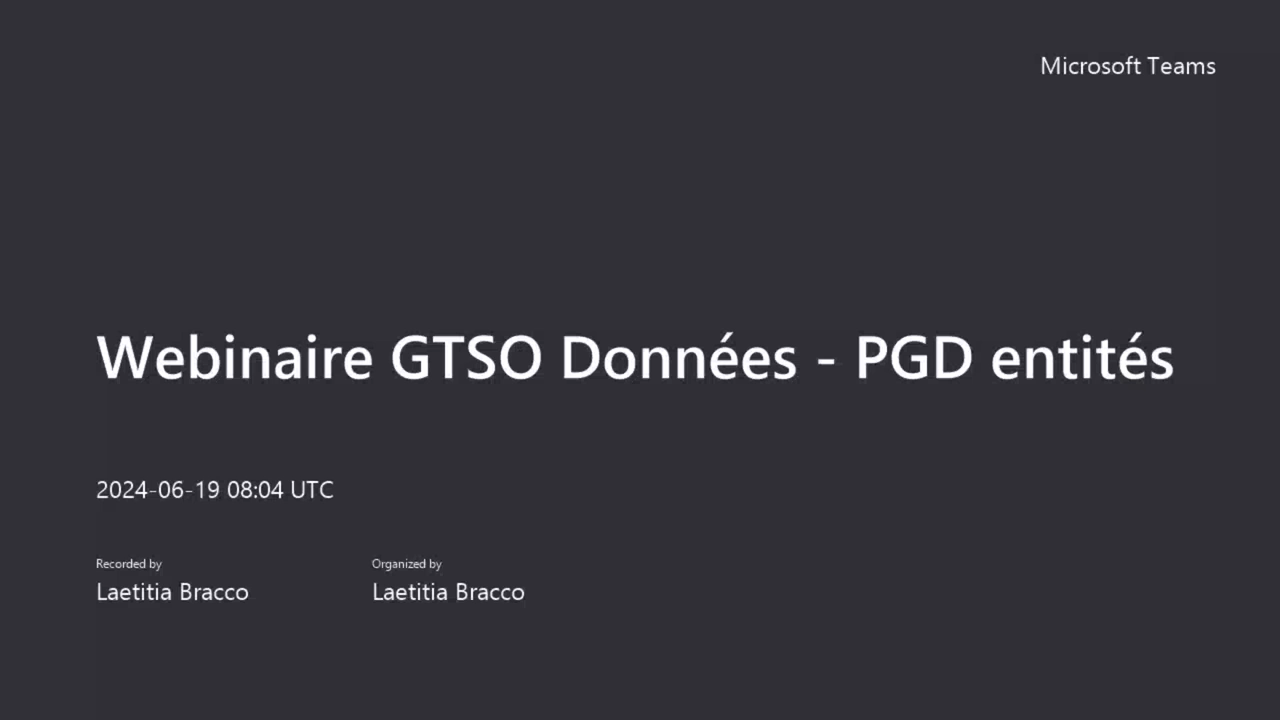 Microsoft Teams
Webinaire GTSO Données - PGD entités
2024-06-19 08:04 UTC
Recorded by
Laetitia Bracco
Organized by
Laetitia Bracco